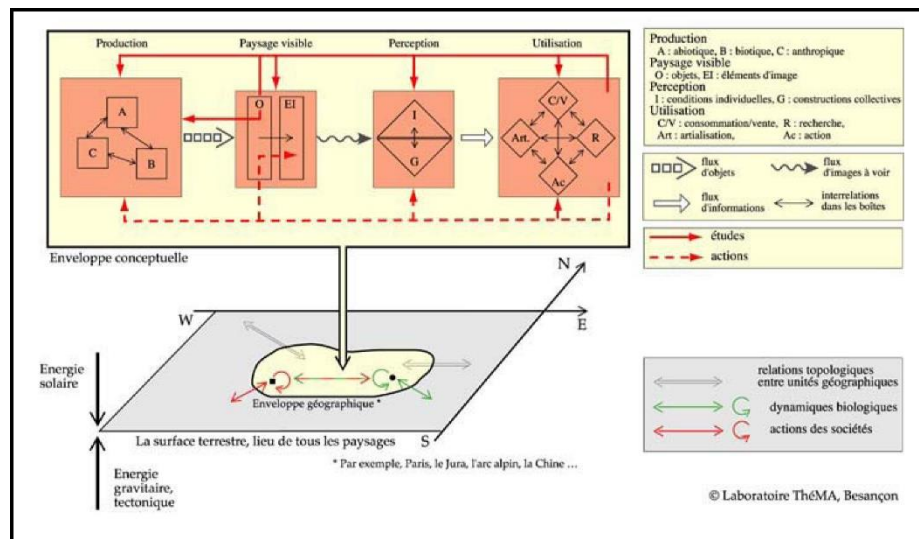 Production
Paysage visible
Perception
Utilisation
A
C
B
O
EI
I
G
C/V
Art.
R
Ac
Enveloppe conceptuelle
Production
A : abiotique, B : biotique, C : anthropique
Paysage visible
O : objets, EI : éléments d'image
Perception
I : conditions individuelles, G : constructions collectives
Utilisation
C/V : consommation/vente, R : recherche,
Art : artialisation, Ac : action
flux
d'objets
flux
d'images à voir
flux
d'informations
interrelations
dans les boîtes
études
actions
N
W
E
S
Energie
solaire
Enveloppe géographique *
La surface terrestre, lieu de tous les paysages
* Par exemple, Paris, le Jura, l'arc alpin, la Chine ...
Energie
gravitaire,
tectonique
relations topologiques
entre unités géographiques
dynamiques biologiques
actions des sociétés
© Laboratoire ThéMA, Besançon